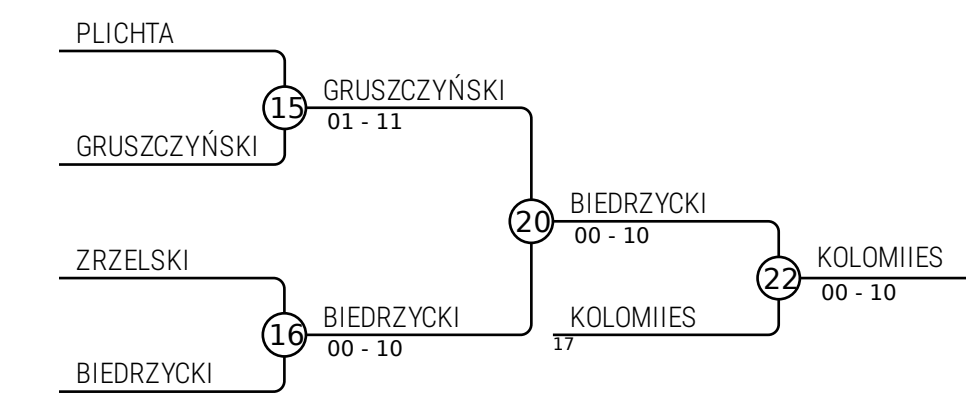 PLICHTA
GRUSZCZYŃSKI
15
01 - 11
GRUSZCZYŃSKI
BIEDRZYCKI
20
00 - 10
ZRZELSKI
KOLOMIIES
22
00 - 10
BIEDRZYCKI
16
00 - 10
KOLOMIIES
17
BIEDRZYCKI